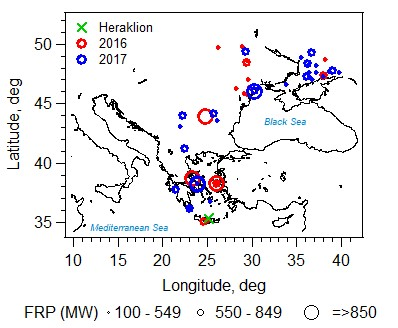 Heraklion
2016
2017
50
45
40
35
Latitude, deg
Black Sea
Mediterranean Sea
10 15 20 25 30 35 40
Longitude, deg
FRP (MW) 100 - 549 550 - 849 =>850